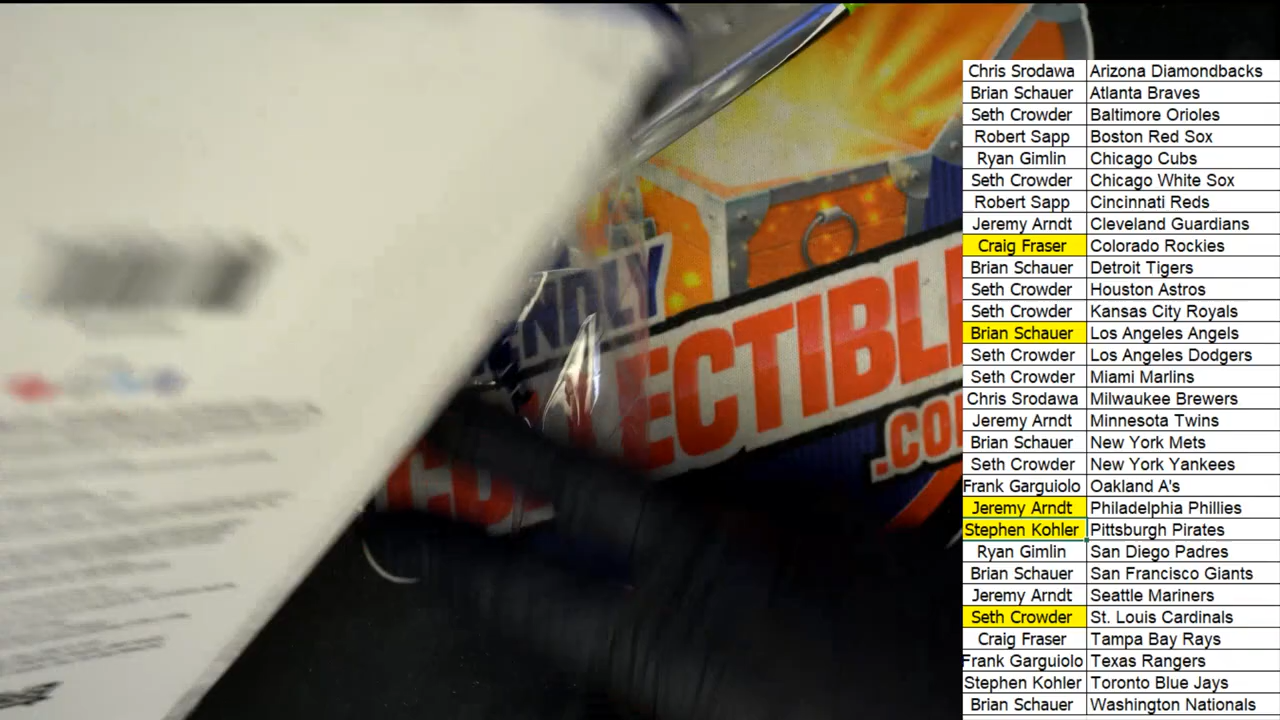 ENDLY
COLLECTIBLE
.CO
Chris Srodawa Arizona Diamondbacks
Brian Schauer Atlanta Braves
Seth Crowder Baltimore Orioles
Robert Sapp Boston Red Sox
Ryan Gimlin Chicago Cubs
Seth Crowder Chicago White Sox
Robert Sapp Cincinnati Reds
Jeremy Arndt Cleveland Guardians
Craig Fraser Colorado Rockies
Brian Schauer Detroit Tigers
Seth Crowder Houston Astros
Seth Crowder Kansas City Royals
Brian Schauer Los Angeles Angels
Seth Crowder Los Angeles Dodgers
Seth Crowder Miami Marlins
Chris Srodawa Milwaukee Brewers
Jeremy Arndt Minnesota Twins
Brian Schauer New York Mets
Seth Crowder New York Yankees
Frank Garguiolo Oakland A's
Jeremy Arndt Philadelphia Phillies
Stephen Kohler Pittsburgh Pirates
Ryan Gimlin San Diego Padres
Brian Schauer San Francisco Giants
Jeremy Arndt Seattle Mariners
Seth Crowder St. Louis Cardinals
Craig Fraser Tampa Bay Rays
Frank Garguiolo Texas Rangers
Stephen Kohler Toronto Blue Jays
Brian Schauer Washington Nationals